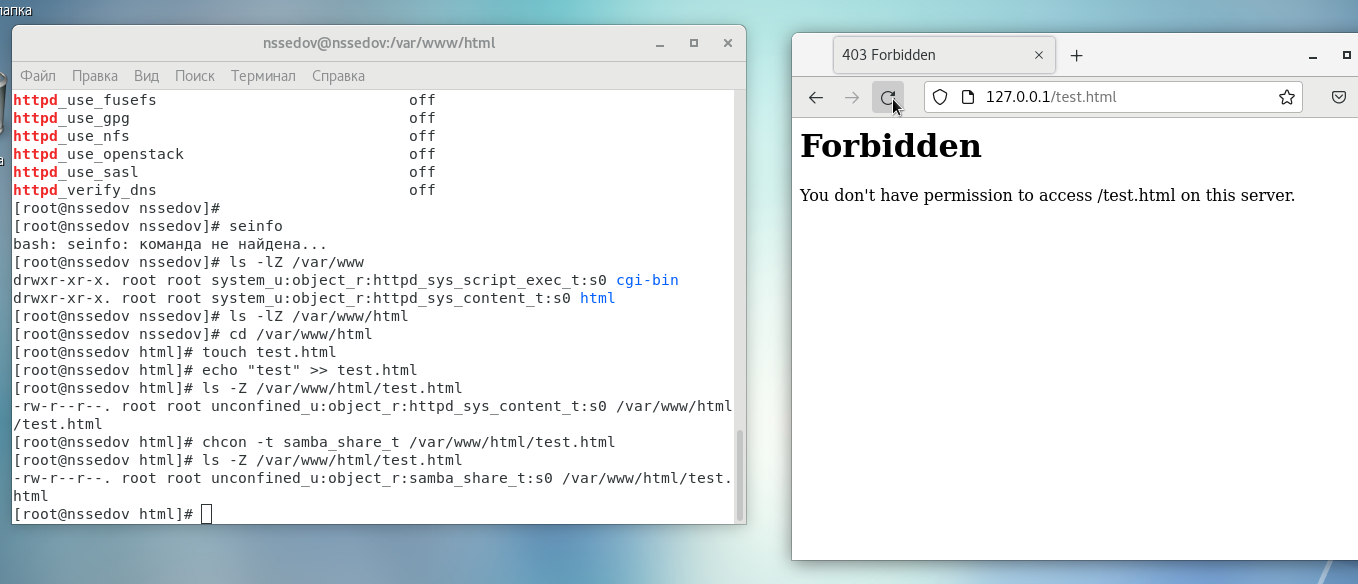 папка
nssedov@nssedov:/var/www/html
Файл Правка Вид Поиск Терминал Справка
httpd_use_fusefs off
httpd_use_gpg off
httpd_use_nfs off
httpd_use_openstack off
httpd_use_sasl off
httpd_verify_dns off
[root@nssedov nssedov]#
[root@nssedov nssedov]# seinfo
bash: seinfo: команда не найдена...
[root@nssedov nssedov]# ls -lZ /var/www
drwxr-xr-x. root root system_u:object_r:httpd_sys_script_exec_t:s0 cgi-bin
drwxr-xr-x. root root system_u:object_r:httpd_sys_content_t:s0 html
[root@nssedov nssedov]# ls -lZ /var/www/html
[root@nssedov nssedov]# cd /var/www/html
[root@nssedov html]# touch test.html
[root@nssedov html]# echo "test" >> test.html
[root@nssedov html]# ls -Z /var/www/html/test.html
-rw-r--r--. root root unconfined_u:object_r:httpd_sys_content_t:s0 /var/www/html
/test.html
[root@nssedov html]# chcon -t samba_share_t /var/www/html/test.html
[root@nssedov html]# ls -Z /var/www/html/test.html
-rw-r--r--. root root unconfined_u:object_r:samba_share_t:s0 /var/www/html/test.
html
[root@nssedov html]#
403 Forbidden
127.0.0.1/test.html
Forbidden
You don't have permission to access /test.html on this server.